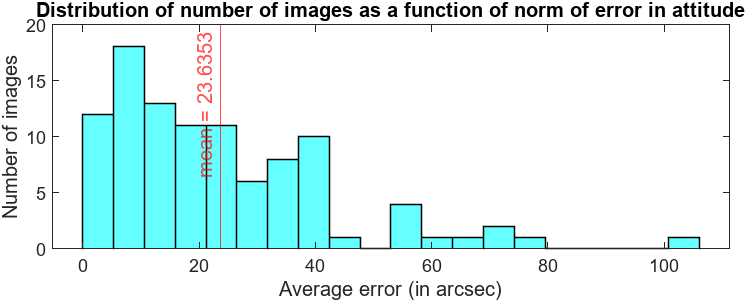 Distribution of number of images as a function of norm of error in attitude
20
15
10
5
0
Number of images
mean = 23.6353
0 20 40 60 80 100
Average error (in arcsec)